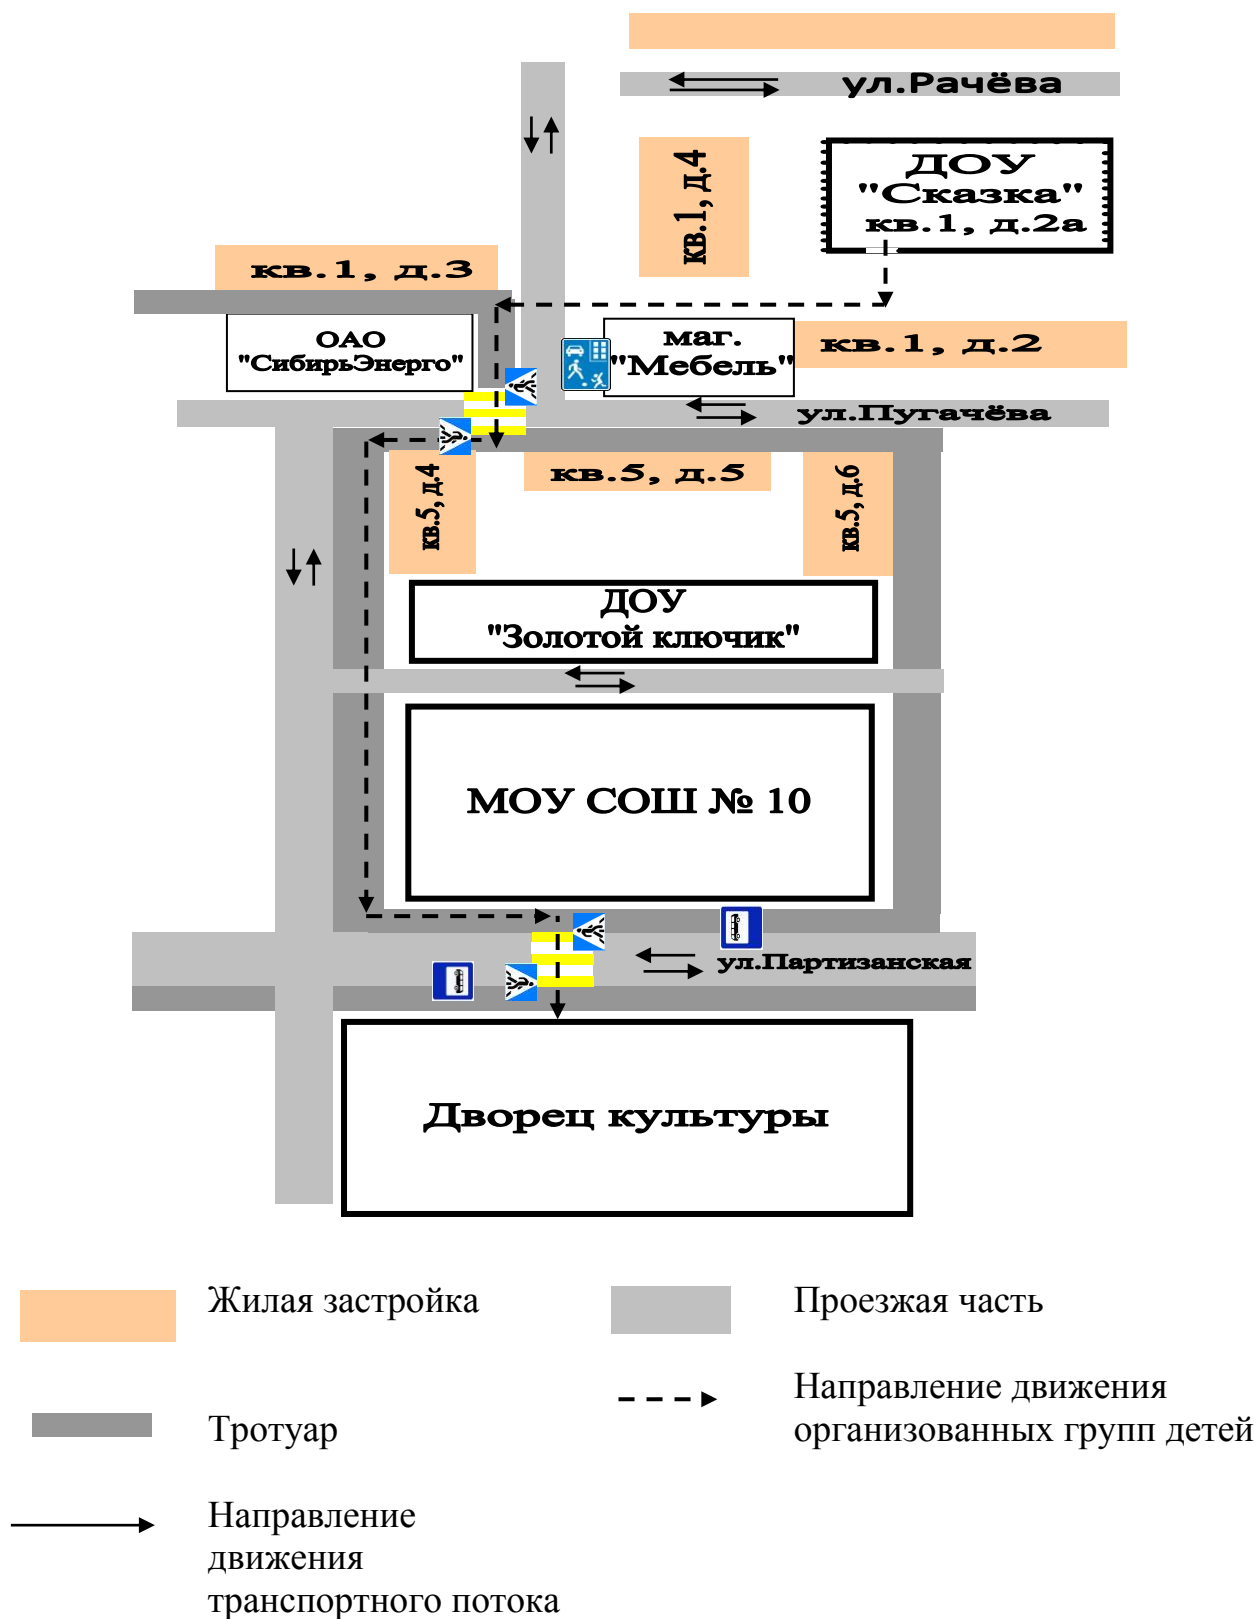 ул.Рачёва
кв.1, д.4
ДОУ
"Сказка"
кв.1, д.2а
кв.1, д.3
ОАО
"СибирьЭнерго"
маг.
"Мебель"
кв.1, д.2
ул.Пугачёва
кв.5, д.4
кв.5, д.5
кв.5, д.6
ДОУ
"Золотой ключик"
МОУ СОШ № 10
ул.Партизанская
Дворец культуры
Жилая застройка
Проезжая часть
Тротуар
Направление движения
организованных групп детей
Направление
движения
транспортного потока